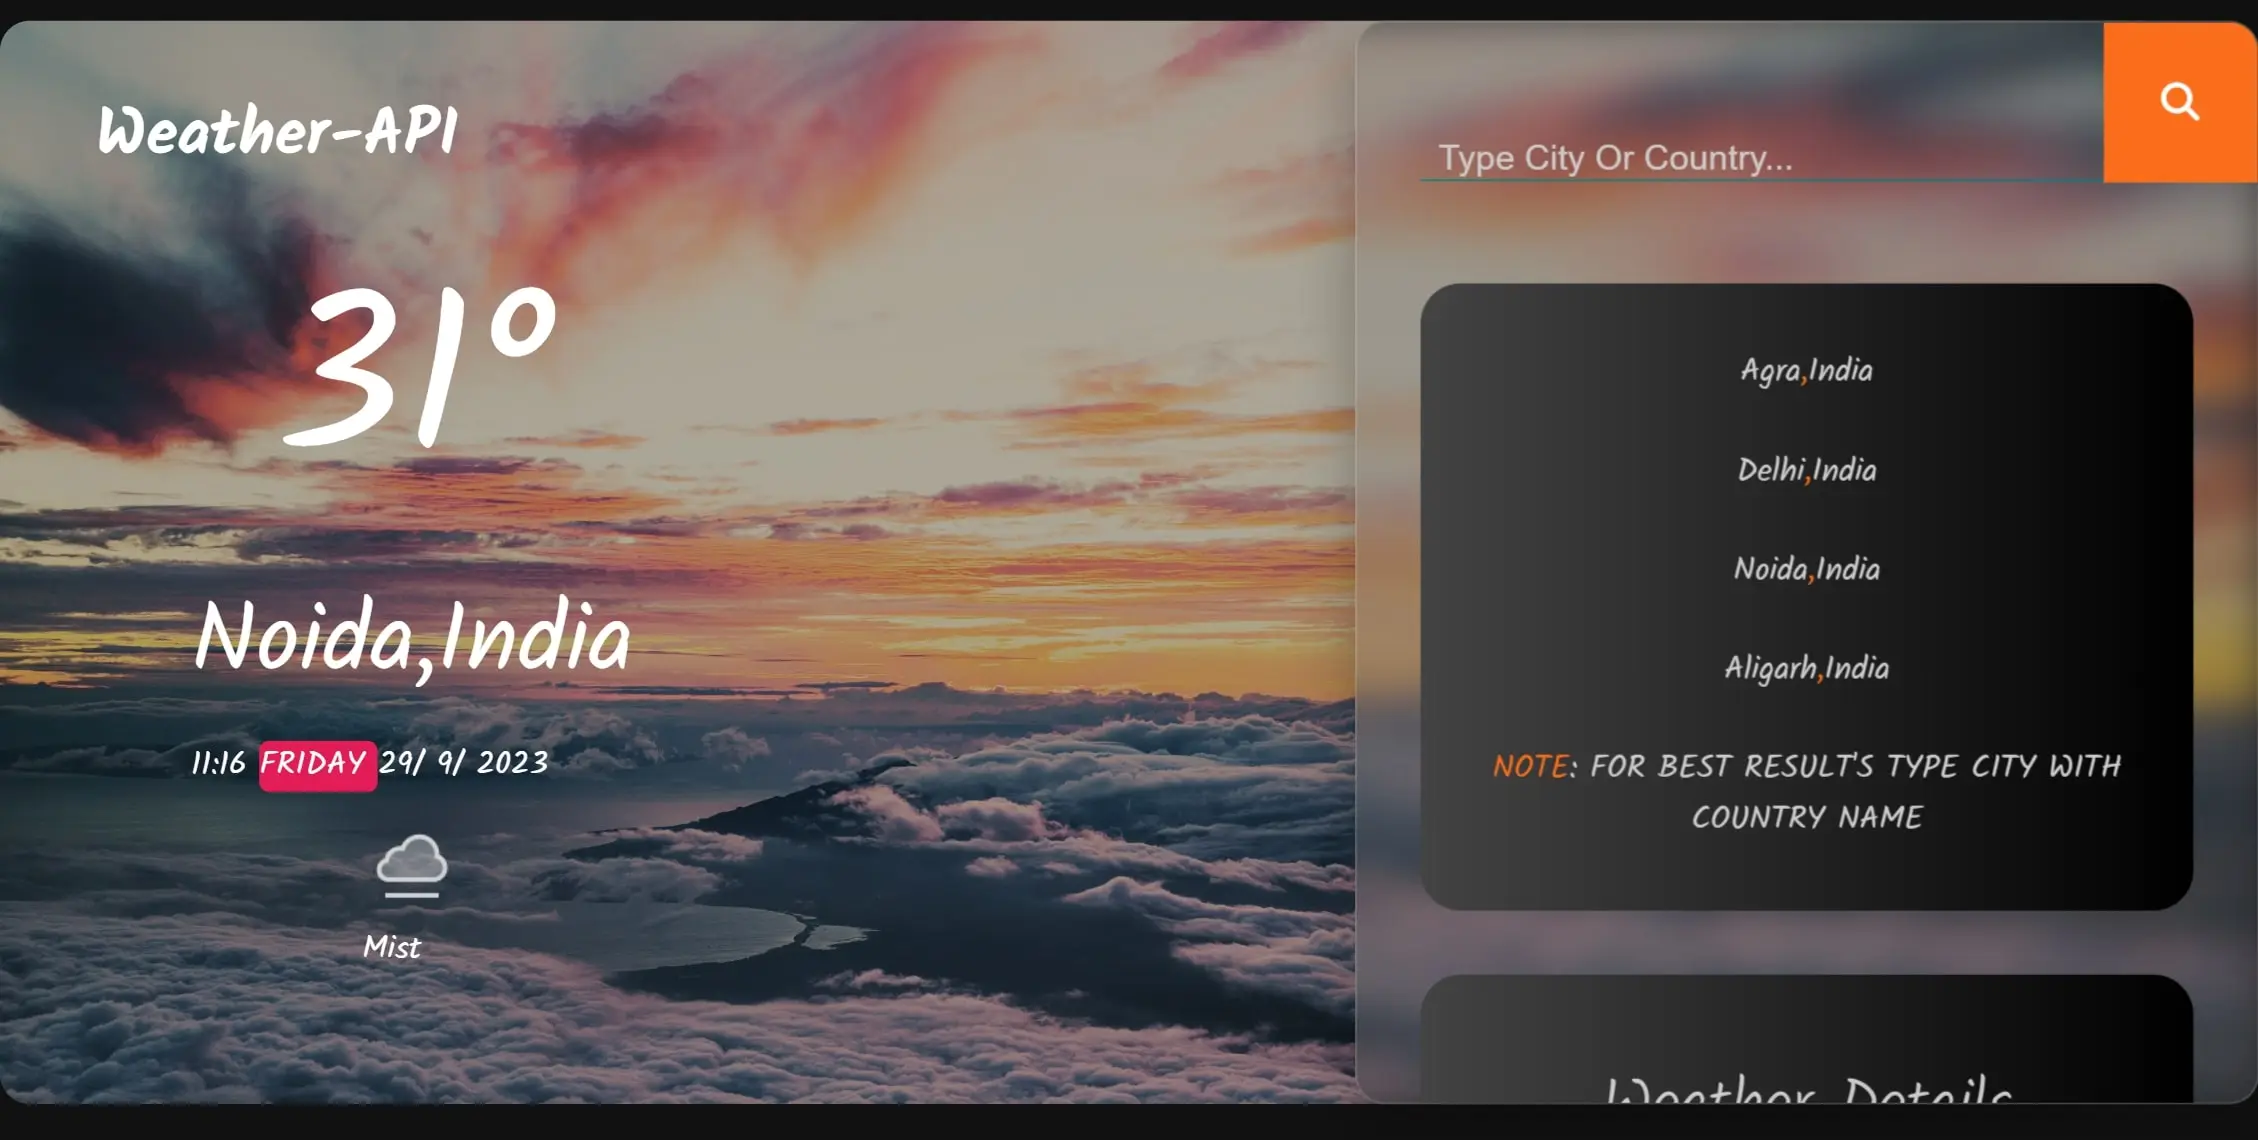 Weather-API
31°
Noida,India
11:16 FRIDAY 29/ 9/ 2023
Mist
Type City Or Country...
Agra,India
Delhi,India
Noida,India
Aligarh,India
NOTE: FOR BEST RESULT'S TYPE CITY WITH
COUNTRY NAME
Weather Details